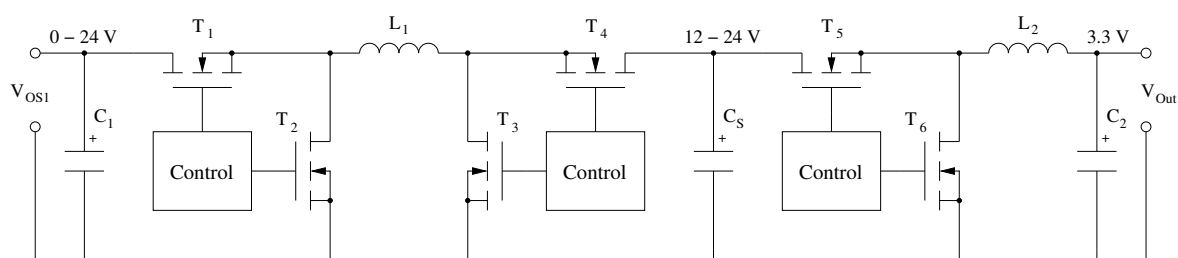 0 – 24 V
T1
L1
T4
12 – 24 V
T5
L2
3.3 V
VOS1
C1
+
T2
T3
CS
+
T6
C2
+
VOut
Control
Control
Control